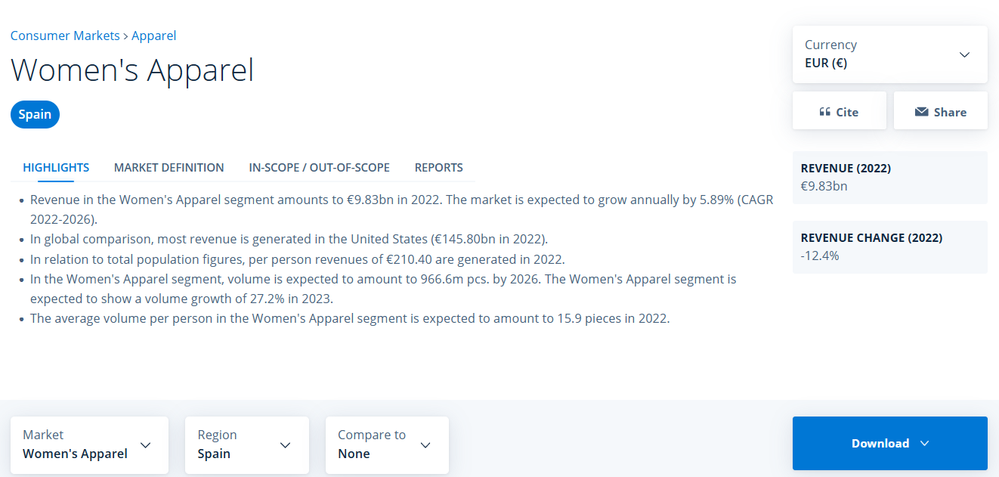 Consumer Markets > Apparel
Women's Apparel
Spain
HIGHLIGHTS MARKET DEFINITION IN-SCOPE / OUT-OF-SCOPE REPORTS
• Revenue in the Women's Apparel segment amounts to €9.83bn in 2022. The market is expected to grow annually by 5.89% (CAGR
2022-2026).
• In global comparison, most revenue is generated in the United States (€145.80bn in 2022).
• In relation to total population figures, per person revenues of €210.40 are generated in 2022.
• In the Women's Apparel segment, volume is expected to amount to 966.6m pcs. by 2026. The Women's Apparel segment is
expected to show a volume growth of 27.2% in 2023.
• The average volume per person in the Women's Apparel segment is expected to amount to 15.9 pieces in 2022.
Currency
EUR (€)
Cite
Share
REVENUE (2022)
€9.83bn
REVENUE CHANGE (2022)
-12.4%
Market
Women's Apparel
Region
Spain
Compare to
None
Download